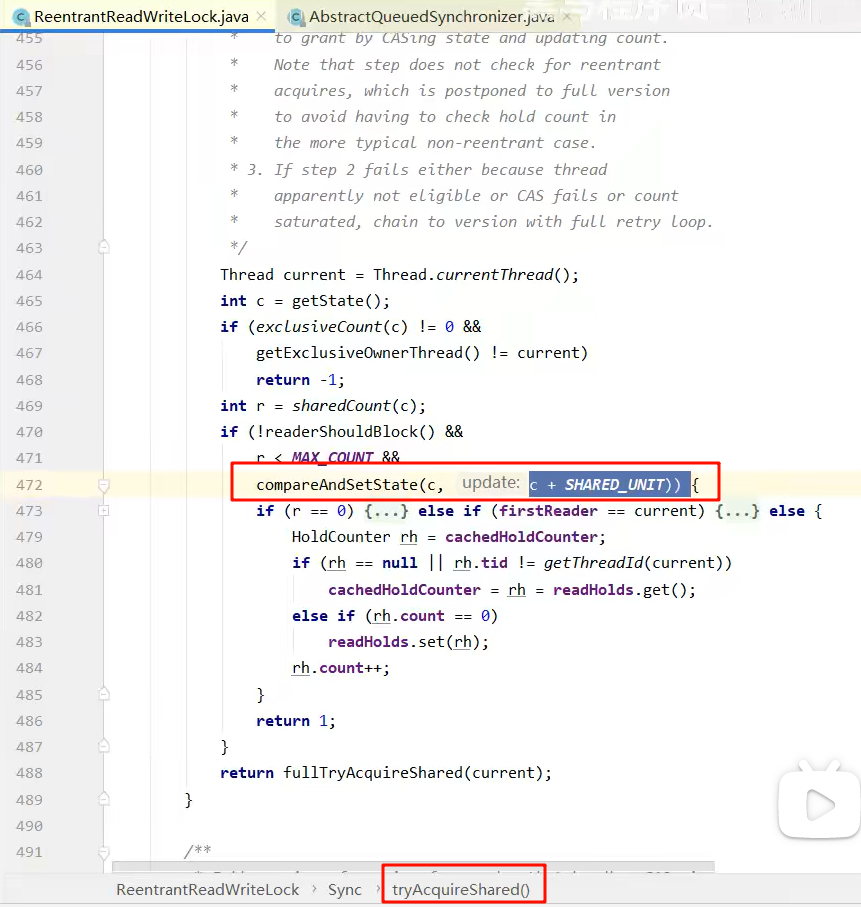 ReentrantReadWriteLock.java × AbstractQueuedSynchronizer.java ×
455 * to grant by CASing state and updating count.
456 * Note that step does not check for reentrant
457 * acquires, which is postponed to full version
458 * to avoid having to check hold count in
459 * the more typical non-reentrant case.
460 * 3. If step 2 fails either because thread
461 * apparently not eligible or CAS fails or count
462 * saturated, chain to version with full retry loop.
463 */
464 Thread current = Thread.currentThread();
465 int c = getState();
466 if (exclusiveCount(c) != 0 &&
467 getExclusiveOwnerThread() != current)
468 return -1;
469 int r = sharedCount(c);
470 if (!readerShouldBlock() &&
471 r < MAX_COUNT &&
472 compareAndSetState(c, update: c + SHARED_UNIT)) {
473 if (r == 0) {...} else if (firstReader == current) {...} else {
479 HoldCounter rh = cachedHoldCounter;
480 if (rh == null || rh.tid != getThreadId(current))
481 cachedHoldCounter = rh = readHolds.get();
482 else if (rh.count == 0)
483 readHolds.set(rh);
484 rh.count++;
485 }
486 return 1;
487 }
488 return fullTryAcquireShared(current);
489 }
490
491 /**
ReentrantReadWriteLock › Sync › tryAcquireShared()